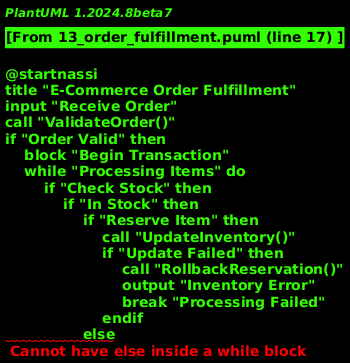 PlantUML 1.2024.8beta7
[From 13_order_fulfillment.puml (line 17) ]
@startnassi
title "E-Commerce Order Fulfillment"
input "Receive Order"
call "ValidateOrder()"
if "Order Valid" then
    block "Begin Transaction"
    while "Processing Items" do
        if "Check Stock" then
            if "In Stock" then
                if "Reserve Item" then
                    call "UpdateInventory()"
                    if "Update Failed" then
                        call "RollbackReservation()"
                        output "Inventory Error"
                        break "Processing Failed"
                    endif
                else
Cannot have else inside a while block